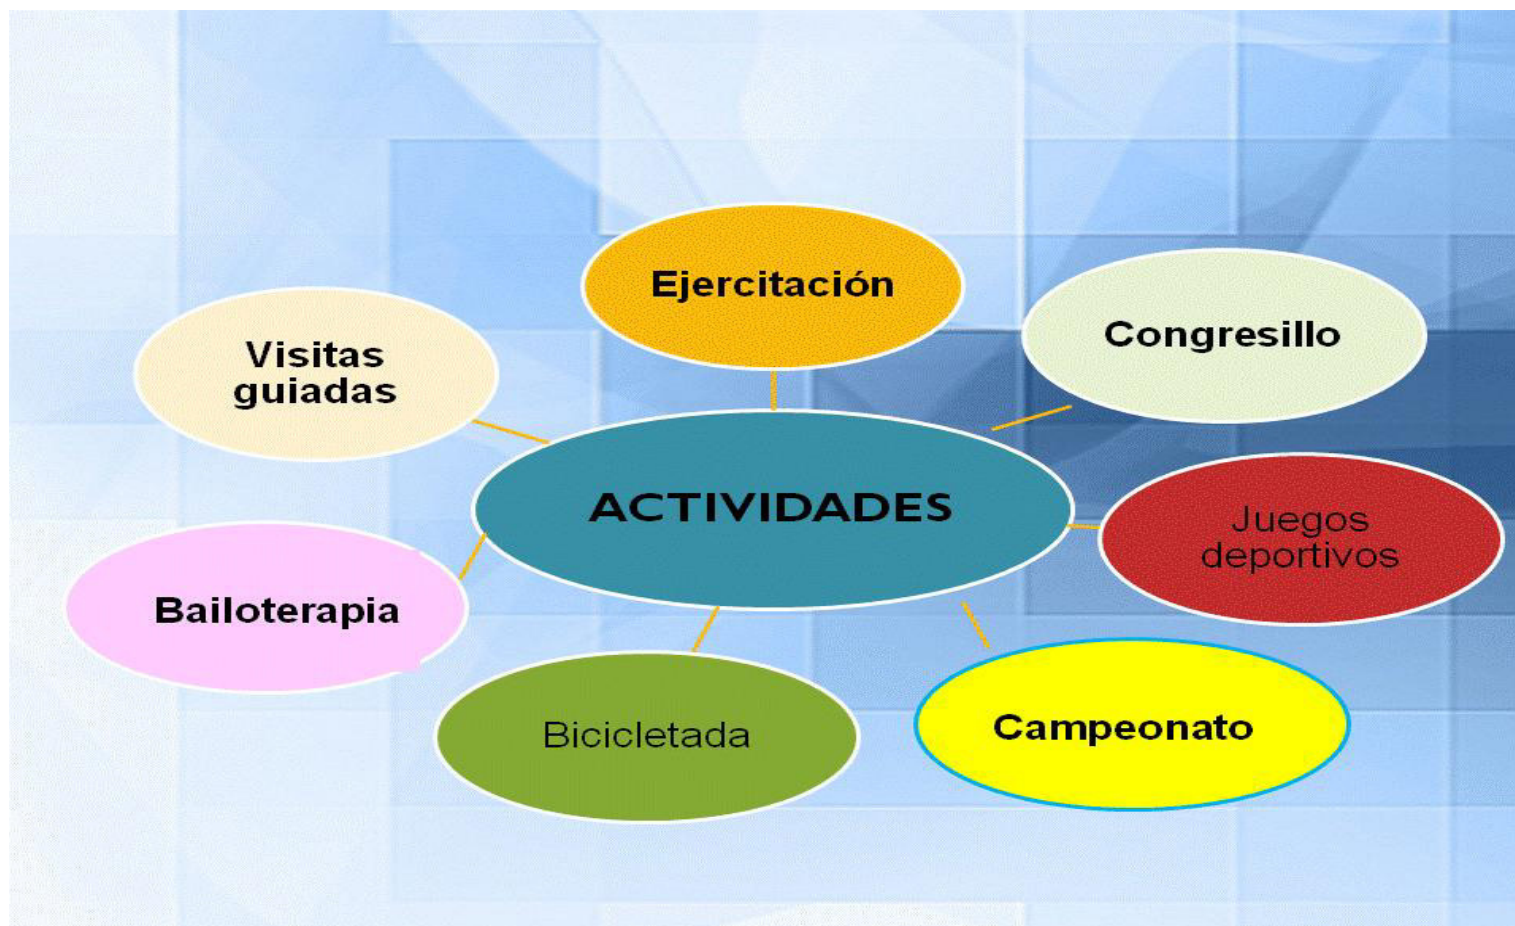 Ejercitación
Congresillo
Visitas
guiadas
ACTIVIDADES
Juegos
deportivos
Bailoterapia
Bicicletada
Campeonato